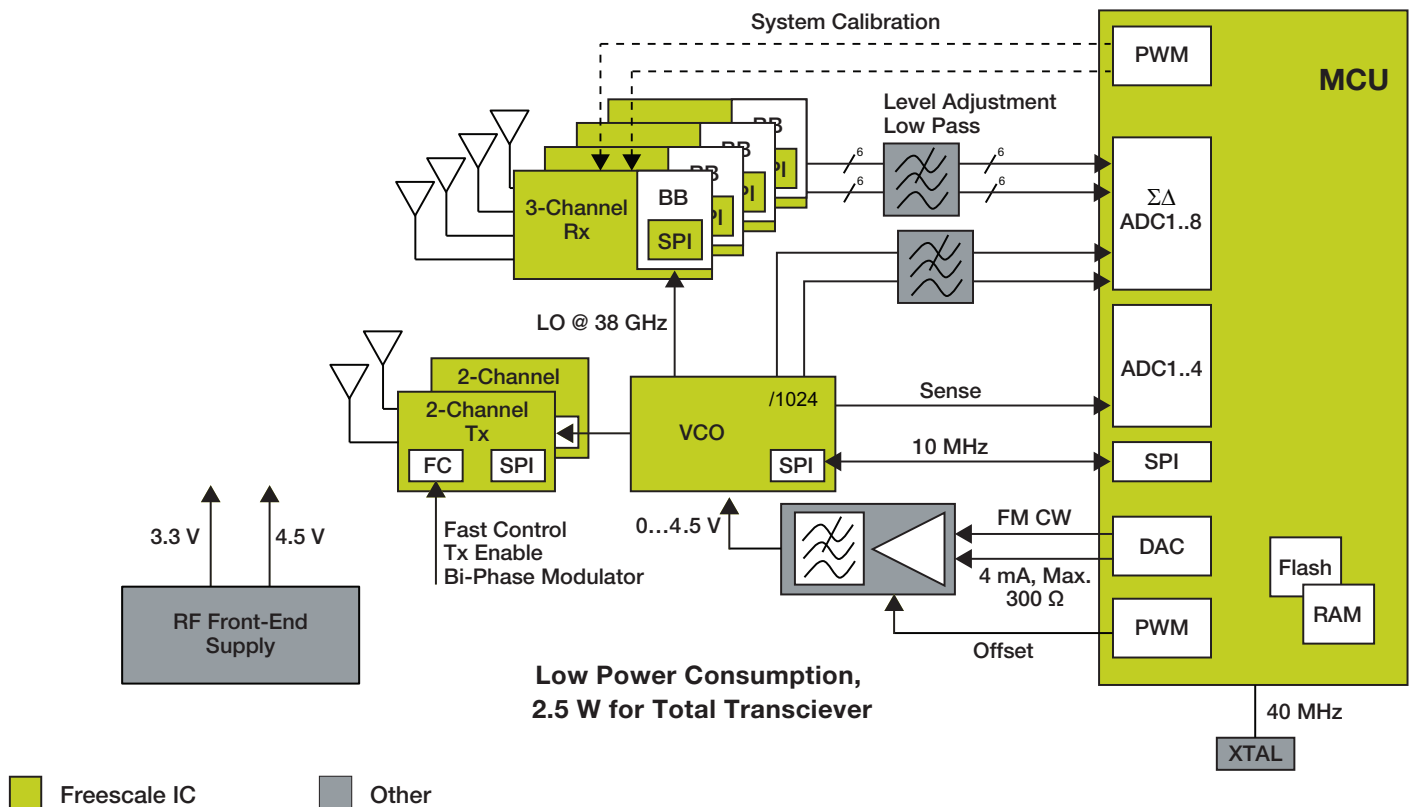 System Calibration
PWM
MCU
Level Adjustment
Low Pass
BB
BB
BB
BB
6
6
6
6
ΣΔ
ADC1..8
3-Channel
Rx
SPI
PI
PI
PI
LO @ 38 GHz
ADC1..4
2-Channel
2-Channel
Tx
FC
SPI
/1024
VCO
SPI
Sense
10 MHz
SPI
3.3 V
4.5 V
Fast Control
Tx Enable
Bi-Phase Modulator
0...4.5 V
FM CW
DAC
4 mA, Max.
300 Ω
Flash
RAM
RF Front-End
Supply
PWM
Offset
Low Power Consumption,
2.5 W for Total Transciever
40 MHz
XTAL
Freescale IC
Other